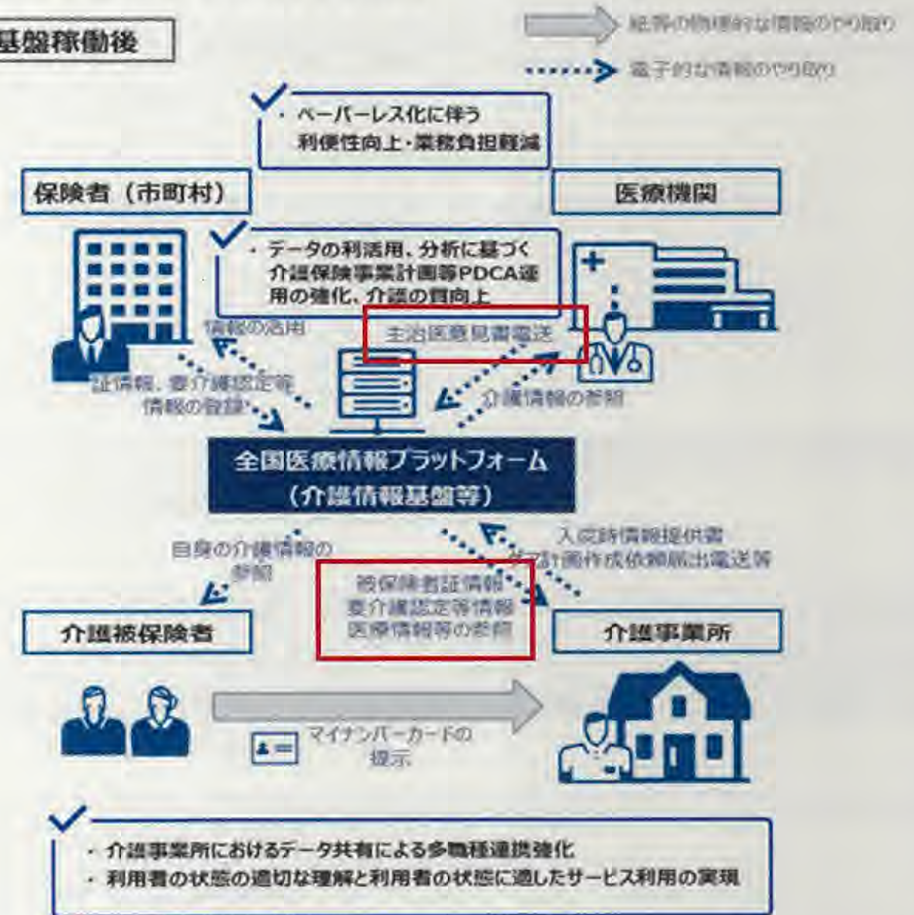 基盤稼働後
紙等の物理的な情報のやり取り
電子的な情報のやり取り
・ペーパーレス化に伴う
利便性向上・業務負担軽減
保険者（市町村）
医療機関
・データの利活用、分析に基づく
介護保険事業計画等PDCA運
用の強化、介護の質向上
情報の活用
主治医意見書電送
証情報、要介護認定等
情報の登録
介護情報の参照
全国医療情報プラットフォーム
（介護情報基盤等）
自身の介護情報の
参照
入院時情報提供書
ケアプラン計画作成依頼届出電送等
被保険者証情報
要介護認定等情報
医療情報等の参照
介護被保険者
介護事業所
マイナンバーカードの
提示
・介護事業所におけるデータ共有による多職種連携強化
・利用者の状態の適切な理解と利用者の状態に適したサービス利用の実現